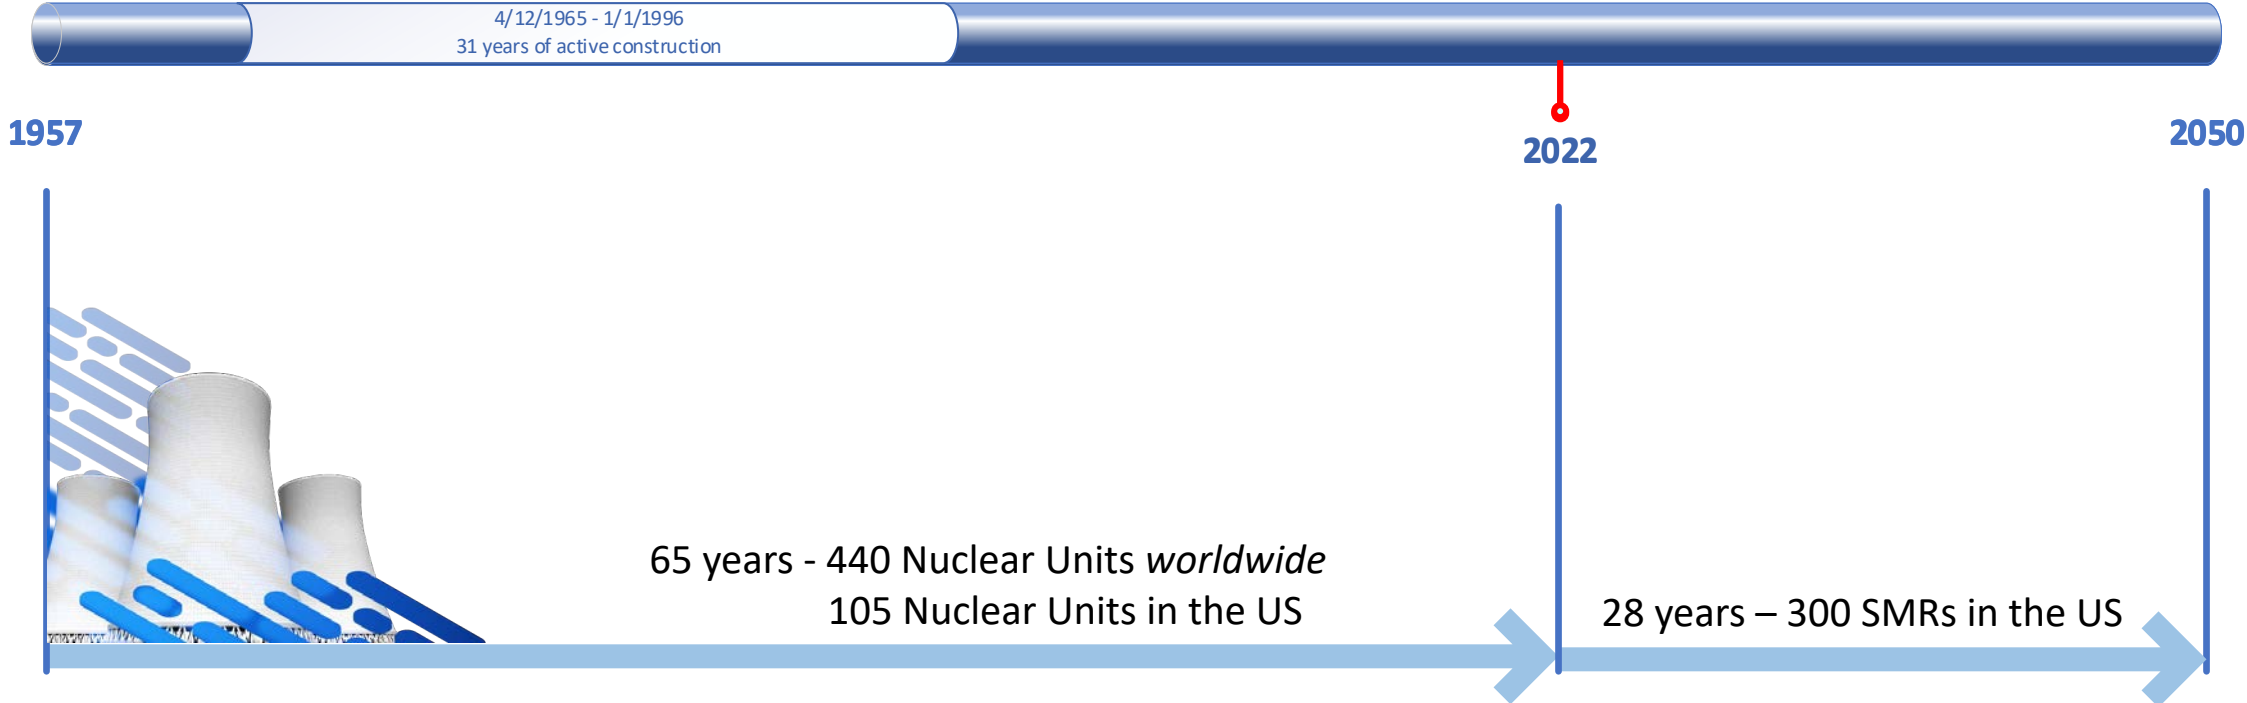 4/12/1965 - 1/1/1996
31 years of active construction
1957
2022
2050
65 years - 440 Nuclear Units worldwide
105 Nuclear Units in the US
28 years – 300 SMRs in the US